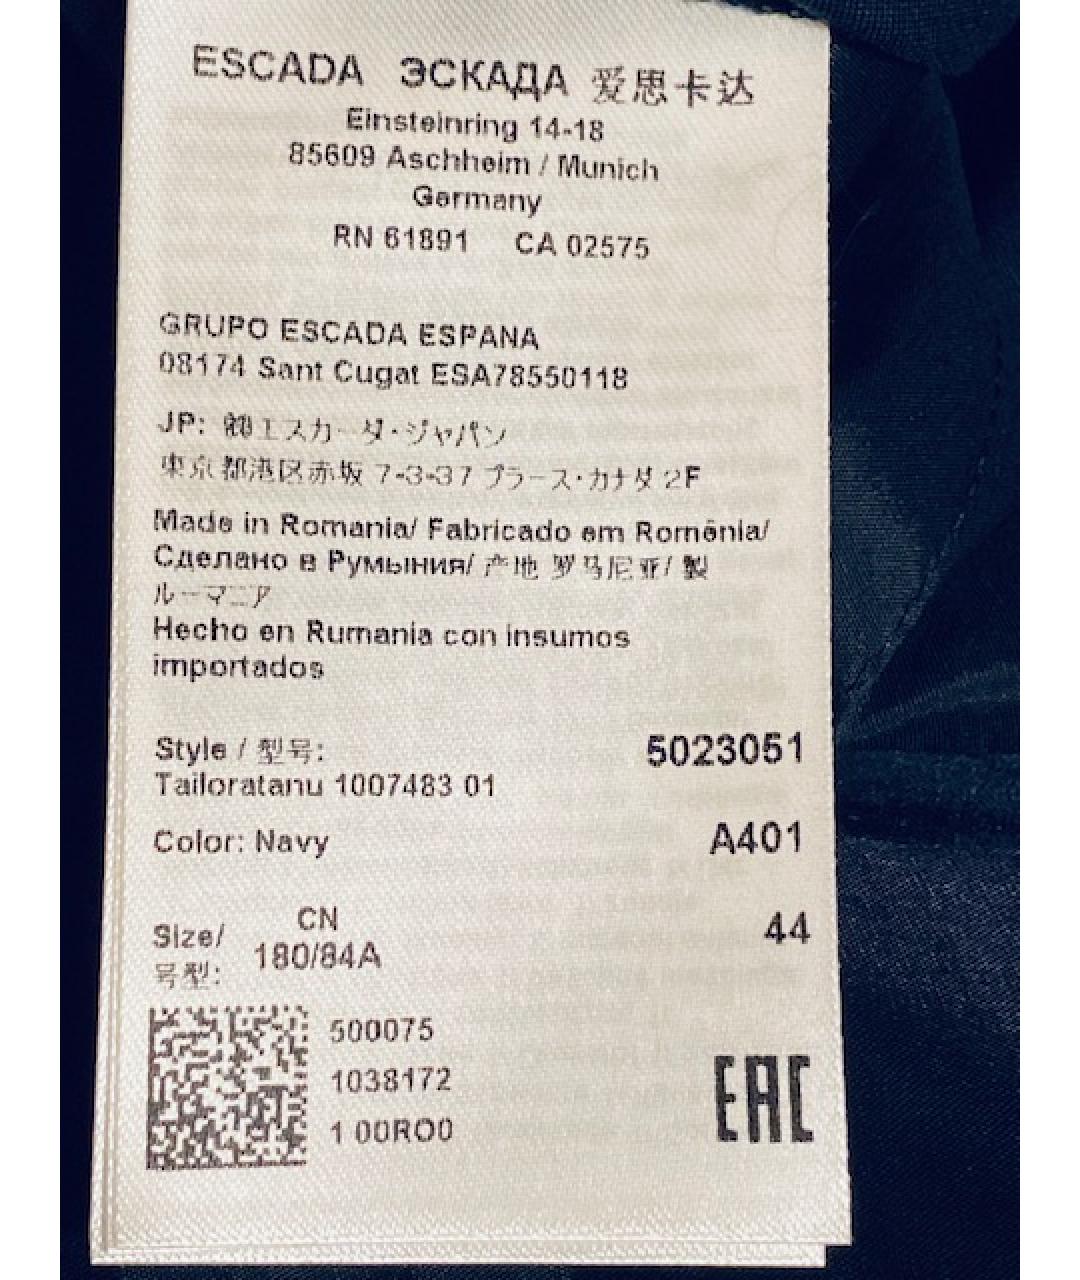 ESCADA ЭСКАДА 爱思卡达
Einsteinring 14-18
85609 Aschheim / Munich
Germany
RN 61891 CA 02575
GRUPO ESCADA ESPANA
08174 Sant Cugat ESA78550118
JP: ㈱エスカーダ・ジャパン
東京都港区赤坂 7-3-37 プラース・カナダ 2F
Made in Romania/ Fabricado em Romênia/
Сделано в Румыния/ 产地 罗马尼亚/ 製
ルーマニア
Hecho en Rumania con insumos
importados
Style / 型号: 5023051
Tailoratanu 1007483 01
Color: Navy A401
CN
Size/ 180/84A 44
号型:
500075
1038172
1 00RO0
EAC